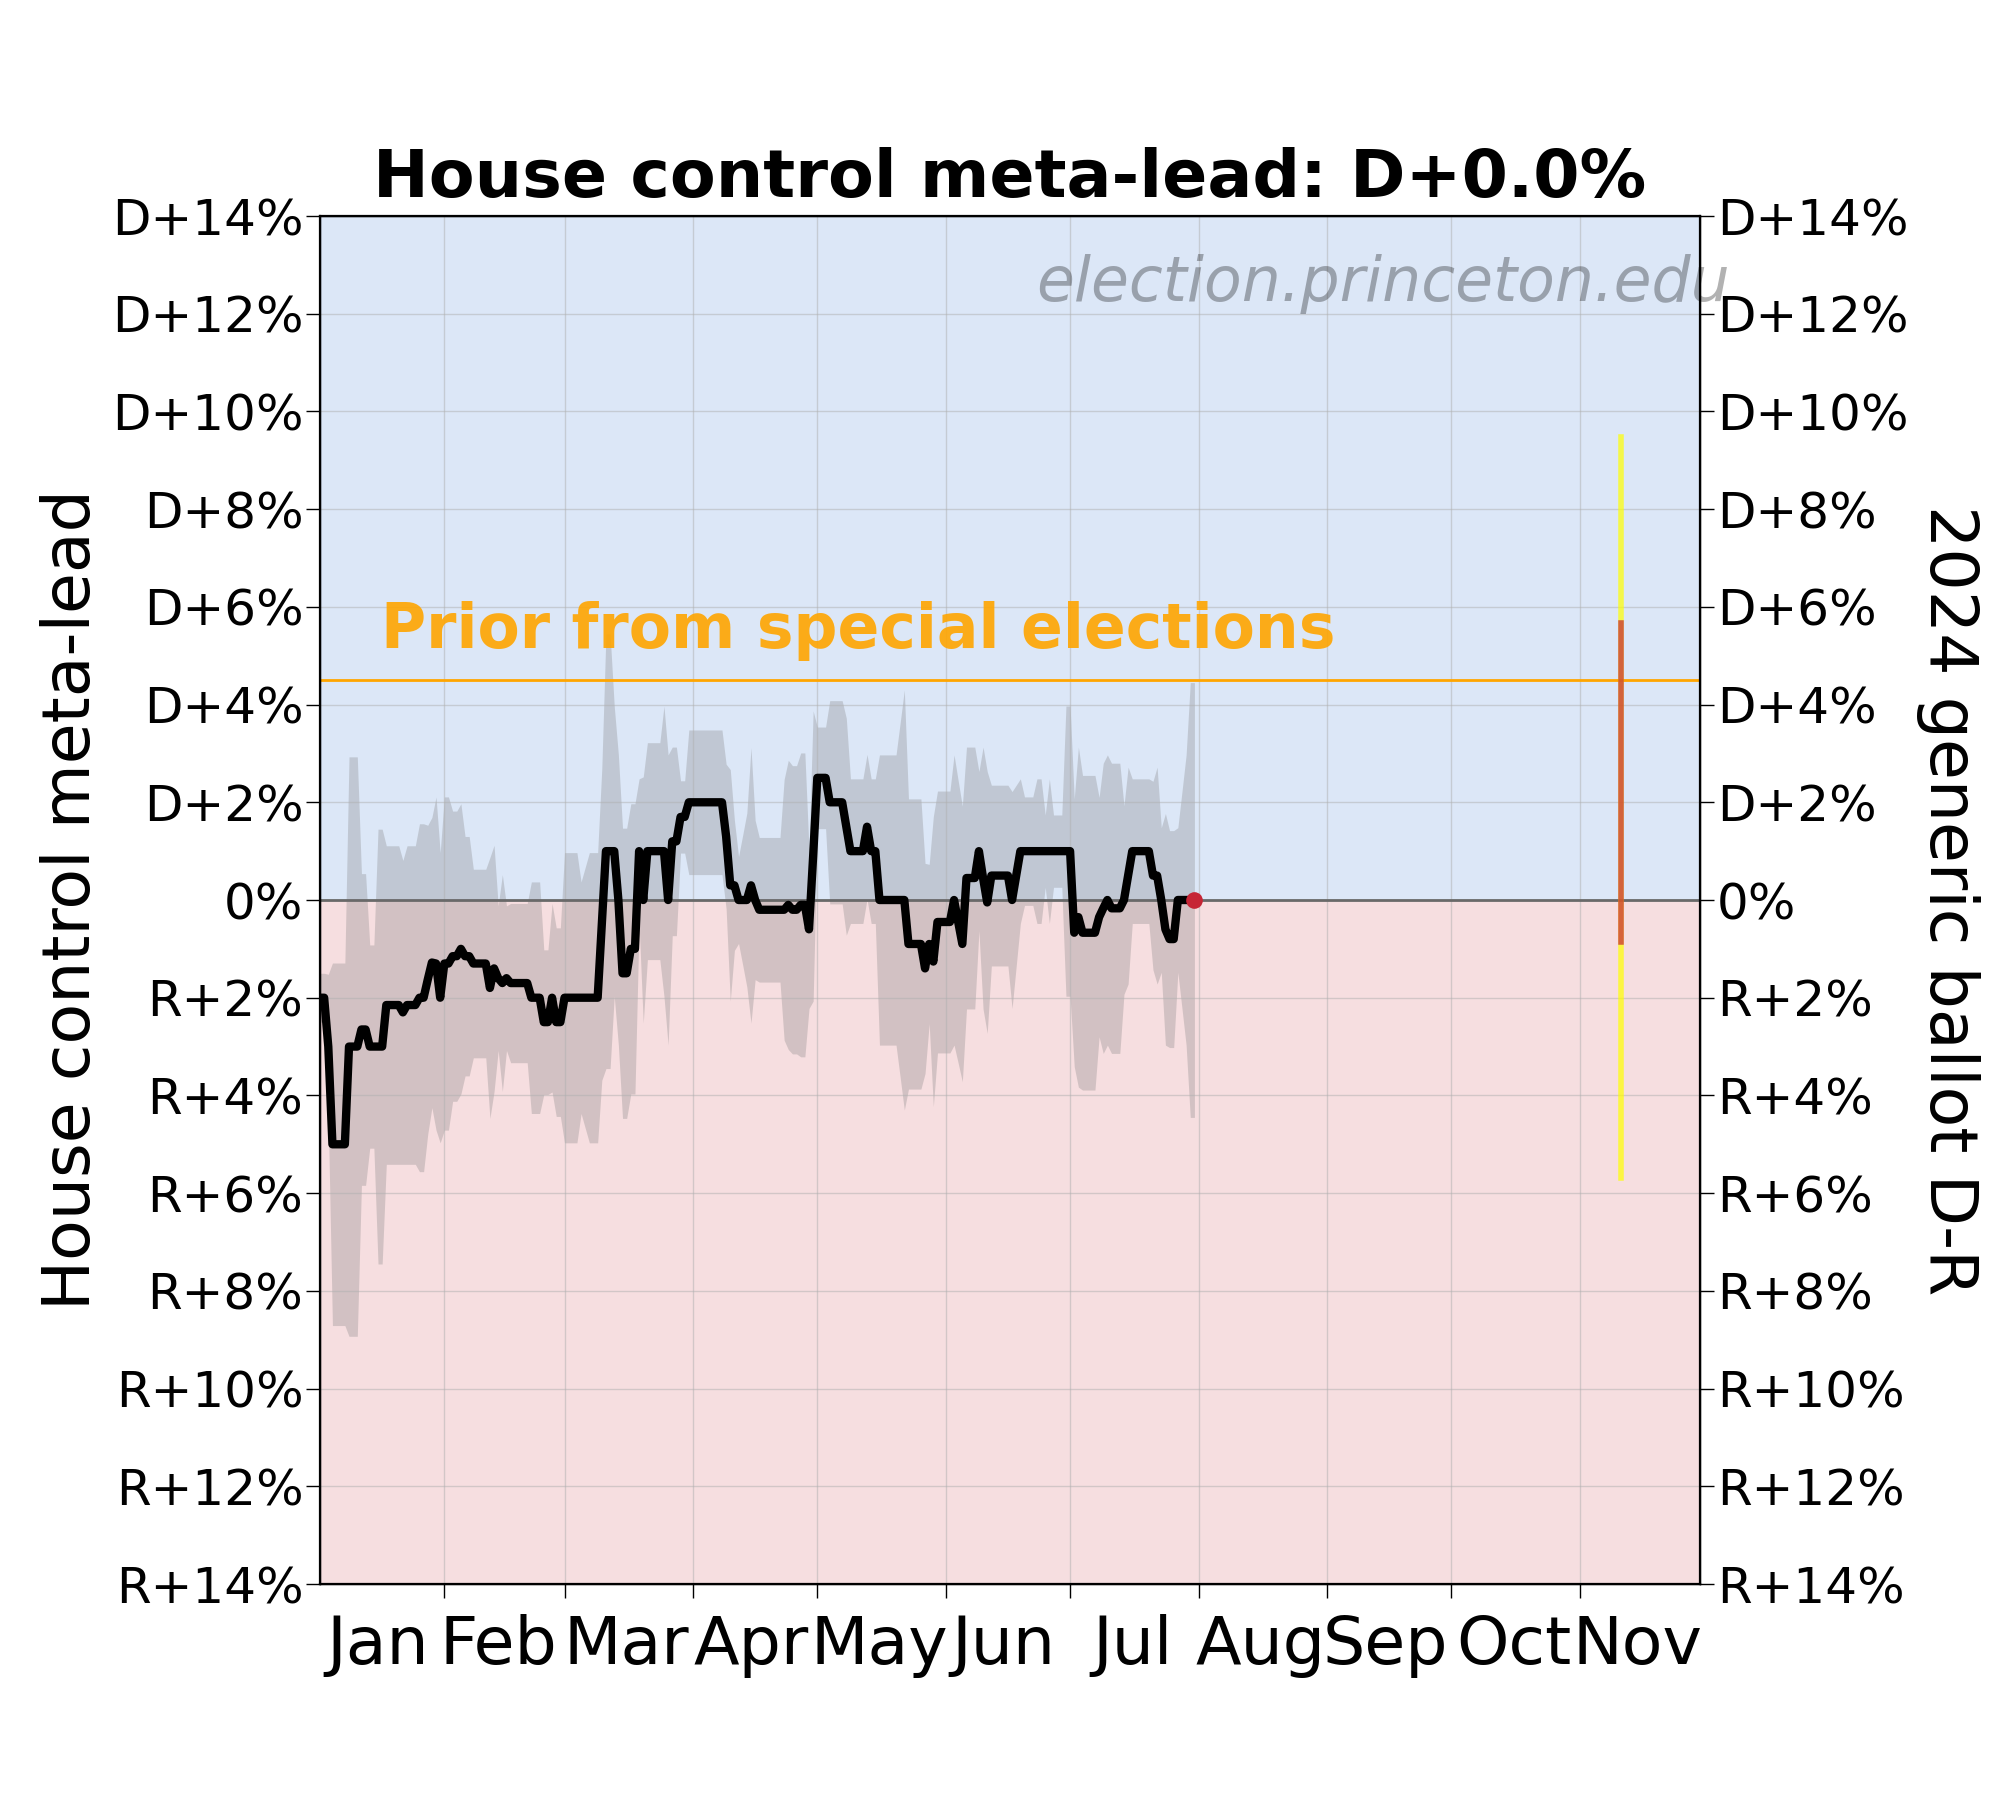 House control meta-lead: D+0.0%
election.princeton.edu
Prior from special elections
House control meta-lead
D+14%
D+12%
D+10%
D+8%
D+6%
D+4%
D+2%
0%
R+2%
R+4%
R+6%
R+8%
R+10%
R+12%
R+14%
D+14%
D+12%
D+10%
D+8%
D+6%
D+4%
D+2%
0%
R+2%
R+4%
R+6%
R+8%
R+10%
R+12%
R+14%
2024 generic ballot D-R
Jan Feb Mar Apr May Jun Jul Aug Sep Oct Nov